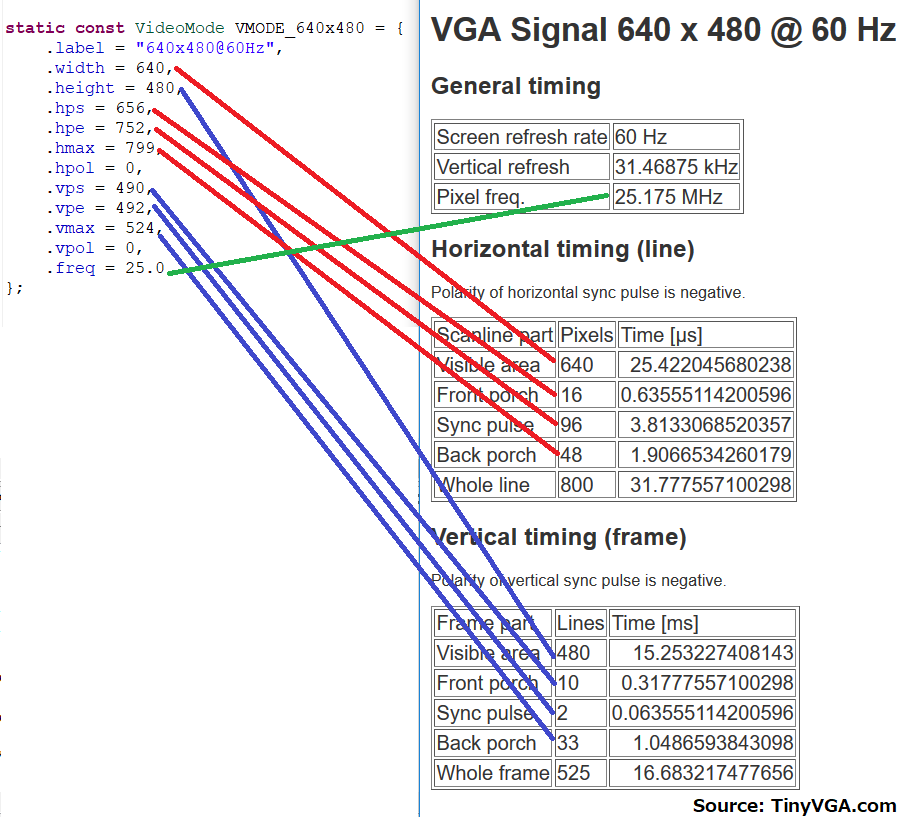 static const VideoMode VMODE_640x480 = {
.label = "640x480@60Hz",
.width = 640,
.height = 480,
.hps = 656,
.hpe = 752,
.hmax = 799,
.hpol = 0,
.vps = 490,
.vpe = 492,
.vmax = 524,
.vpol = 0,
.freq = 25.0
};
VGA Signal 640 x 480 @ 60 Hz
General timing
Screen refresh rate 60 Hz
Vertical refresh 31.46875 kHz
Pixel freq. 25.175 MHz
Horizontal timing (line)
Polarity of horizontal sync pulse is negative.
Scanline part Pixels Time [µs]
Visible area 640 25.422045680238
Front porch 16 0.63555114200596
Sync pulse 96 3.8133068520357
Back porch 48 1.9066534260179
Whole line 800 31.777557100298
Vertical timing (frame)
Polarity of vertical sync pulse is negative.
Frame part Lines Time [ms]
Visible area 480 15.253227408143
Front porch 10 0.31777557100298
Sync pulse 2 0.063555114200596
Back porch 33 1.0486593843098
Whole frame 525 16.683217477656
Source: TinyVGA.com